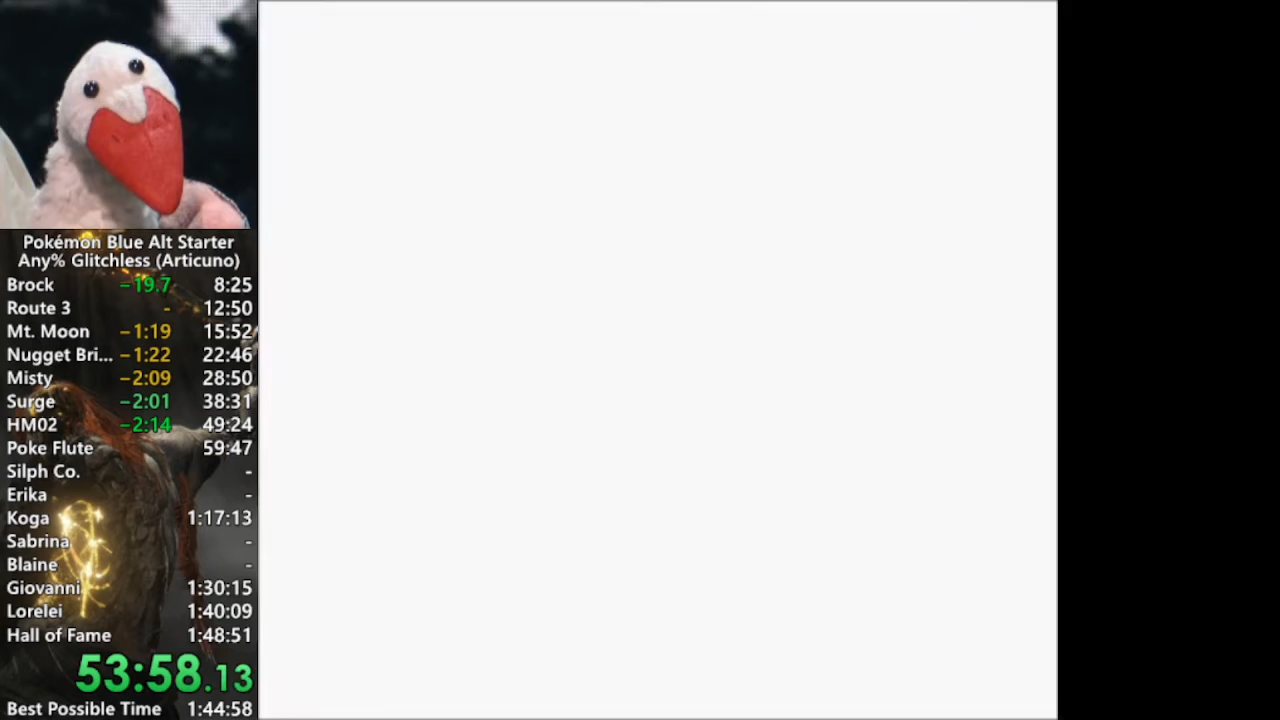 Pokémon Blue Alt Starter
Any% Glitchless (Articuno)
Brock −19.7 8:25
Route 3 - 12:50
Mt. Moon −1:19 15:52
Nugget Bri... −1:22 22:46
Misty −2:09 28:50
Surge −2:01 38:31
HM02 −2:14 49:24
Poke Flute 59:47
Silph Co. -
Erika -
Koga 1:17:13
Sabrina -
Blaine -
Giovanni 1:30:15
Lorelei 1:40:09
Hall of Fame 1:48:51
53:58.13
Best Possible Time 1:44:58